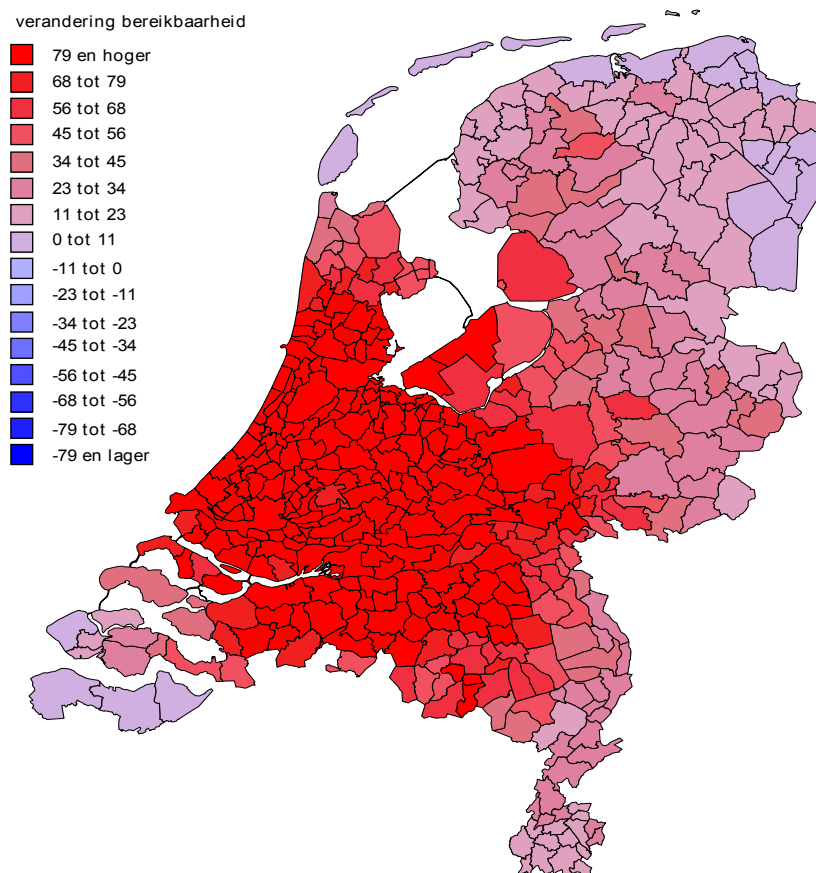 verandering bereikbaarheid
79 en hoger
68 tot 79
56 tot 68
45 tot 56
34 tot 45
23 tot 34
11 tot 23
0 tot 11
-11 tot 0
-23 tot -11
-34 tot -23
-45 tot -34
-56 tot -45
-68 tot -56
-79 tot -68
-79 en lager